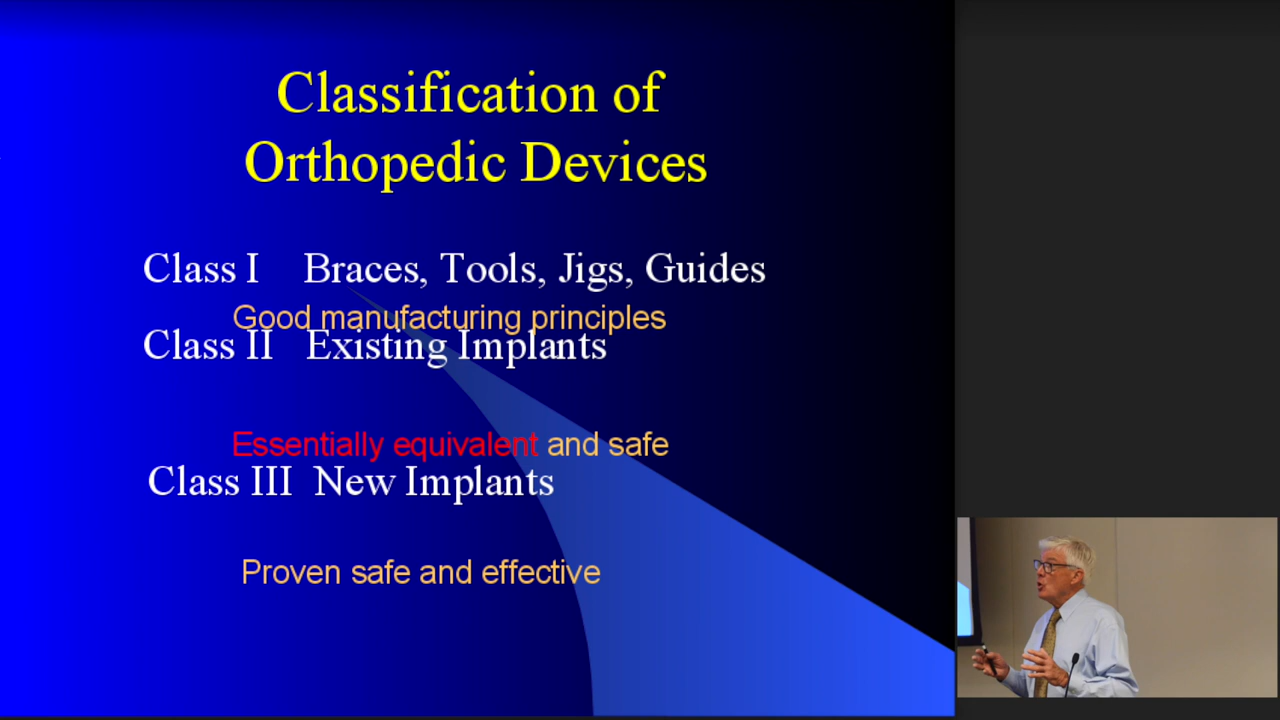 Classification of
Orthopedic Devices
Class I Braces, Tools, Jigs, Guides
Good manufacturing principles
Class II Existing Implants
Essentially equivalent and safe
Class III New Implants
Proven safe and effective